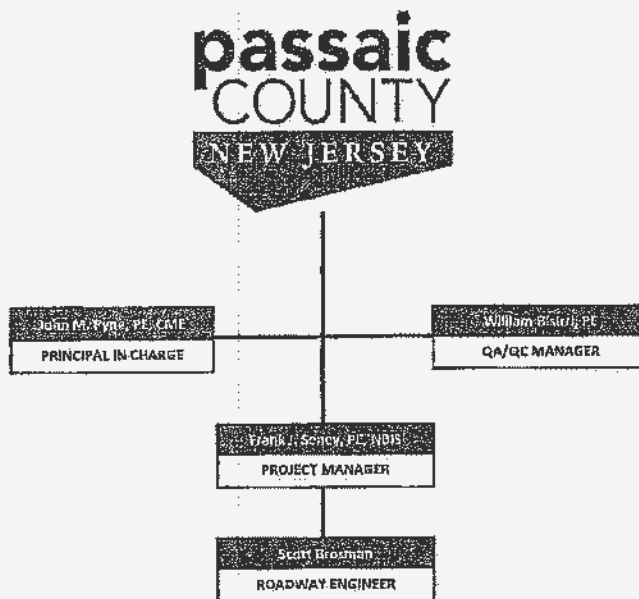 passaic
COUNTY
NEW JERSEY
John M. Pyne, PE, CME
PRINCIPAL IN-CHARGE
William PE
QA/QC MANAGER
Frank J. PE,
PROJECT MANAGER
Scott Brosman
ROADWAY ENGINEER